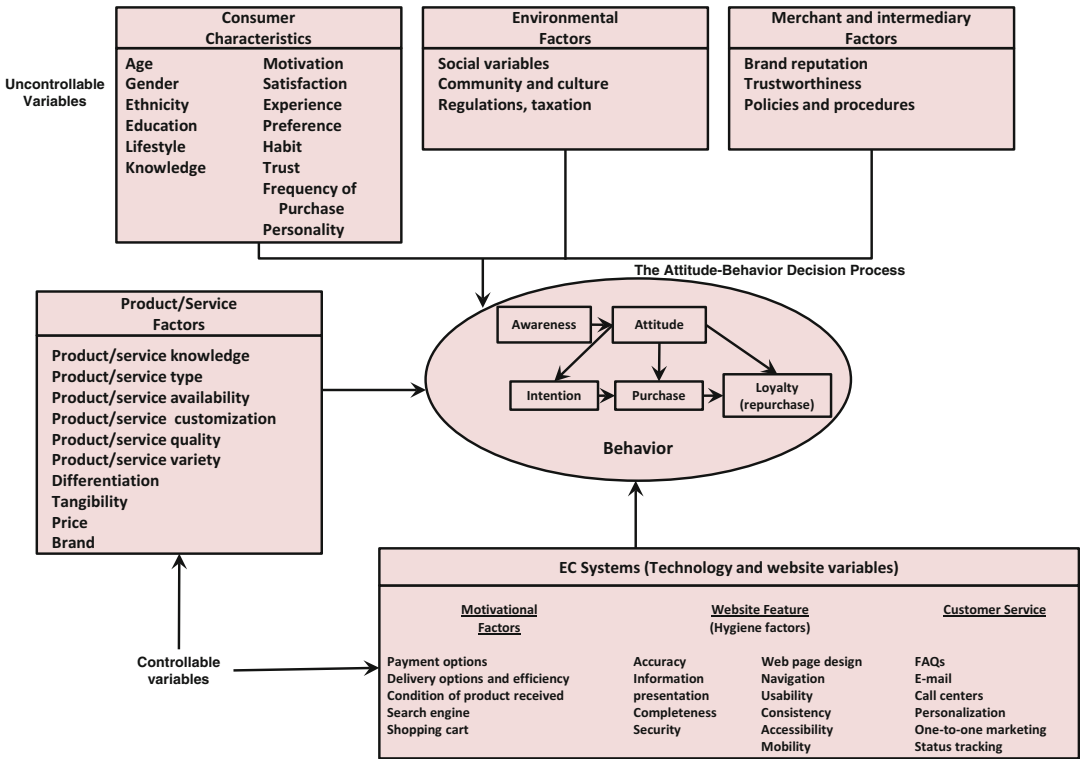 Uncontrollable
Variables
Consumer
Characteristics
Age
Gender
Ethnicity
Education
Lifestyle
Knowledge
Motivation
Satisfaction
Experience
Preference
Habit
Trust
Frequency of
Purchase
Personality
Environmental
Factors
Social variables
Community and culture
Regulations, taxation
Merchant and intermediary
Factors
Brand reputation
Trustworthiness
Policies and procedures
The Attitude-Behavior Decision Process
Awareness
Attitude
Intention
Purchase
Loyalty
(repurchase)
Behavior
Product/Service
Factors
Product/service knowledge
Product/service type
Product/service availability
Product/service customization
Product/service quality
Product/service variety
Differentiation
Tangibility
Price
Brand
Controllable
variables
EC Systems (Technology and website variables)
Motivational
Factors
Payment options
Delivery options and efficiency
Condition of product received
Search engine
Shopping cart
Website Feature
(Hygiene factors)
Accuracy
Information
presentation
Completeness
Security
Web page design
Navigation
Usability
Consistency
Accessibility
Mobility
Customer Service
FAQs
E-mail
Call centers
Personalization
One-to-one marketing
Status tracking